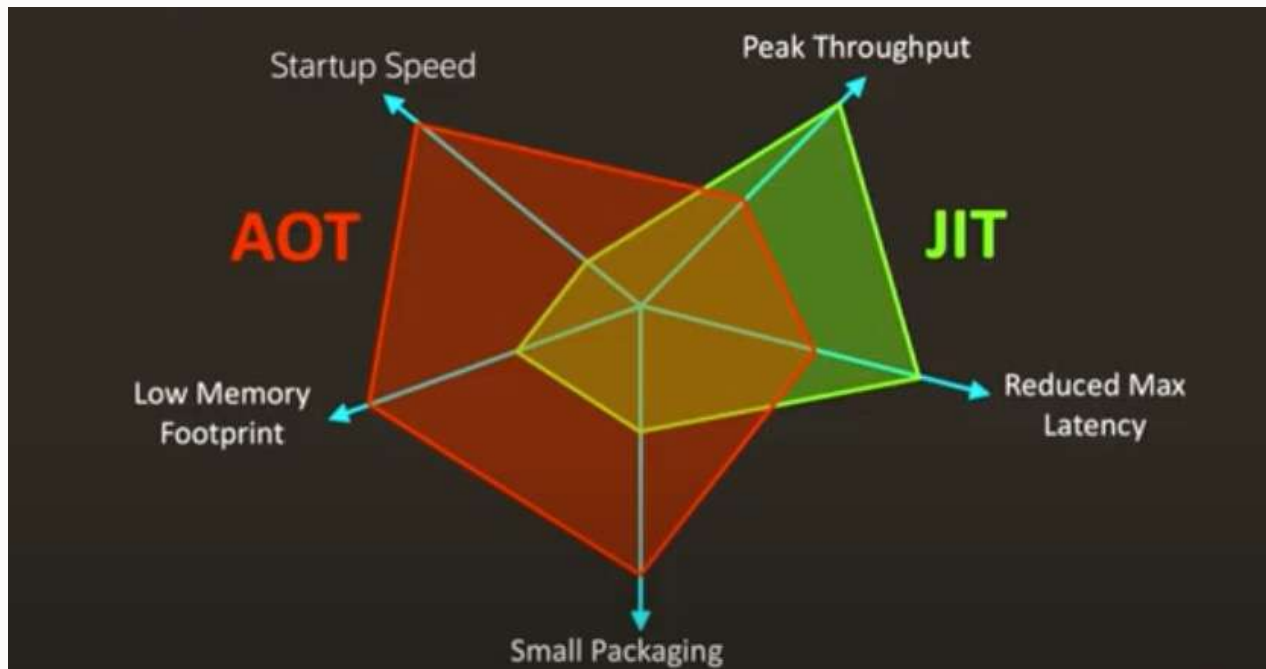 Startup Speed
Peak Throughput
AOT
JIT
Low Memory
Footprint
Reduced Max
Latency
Small Packaging